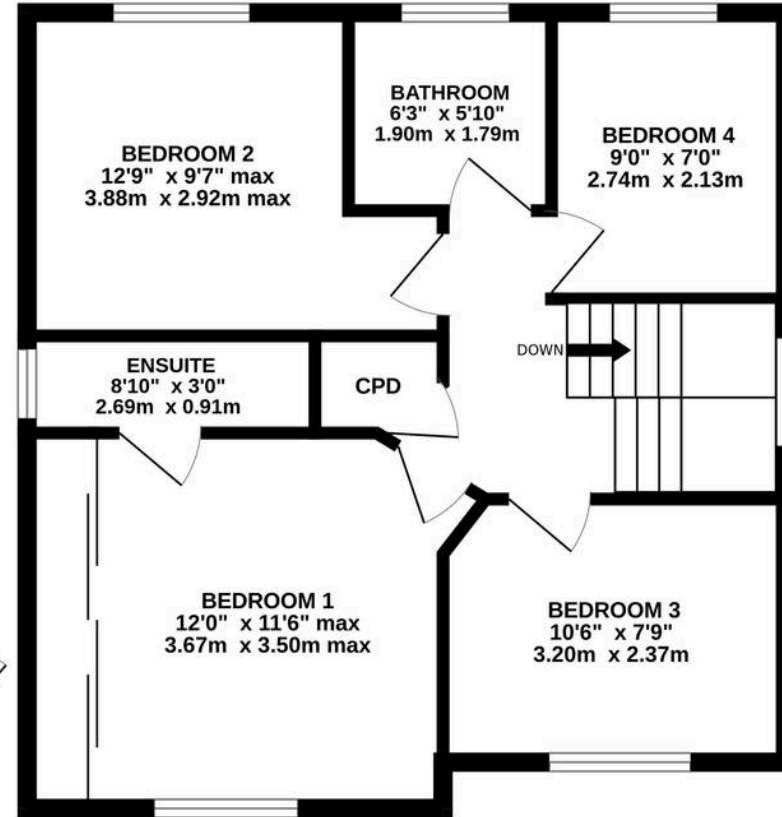 BATHROOM
6'3" x 5'10"
1.90m x 1.79m
BEDROOM 4
9'0" x 7'0"
2.74m x 2.13m
BEDROOM 2
12'9" x 9'7" max
3.88m x 2.92m max
DOWN
ENSUITE
8'10" x 3'0"
2.69m x 0.91m
CPD
BEDROOM 1
12'0" x 11'6" max
3.67m x 3.50m max
BEDROOM 3
10'6" x 7'9"
3.20m x 2.37m